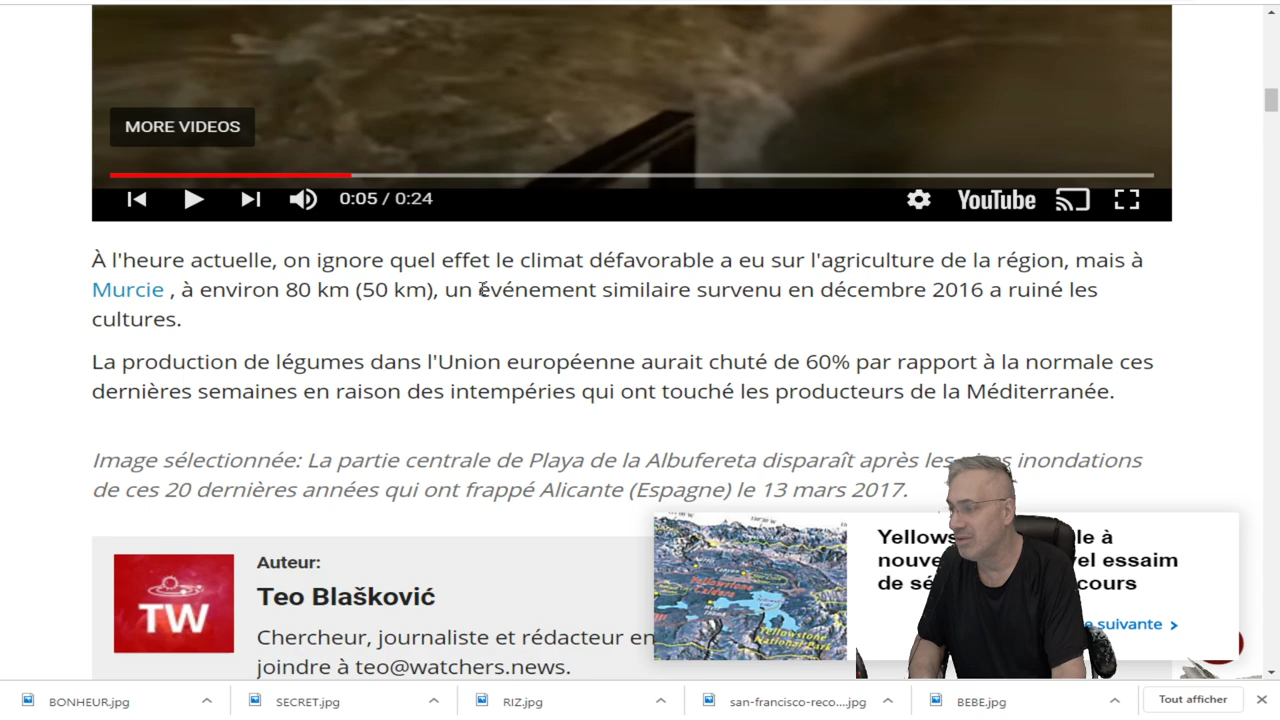 MORE VIDEOS
0:05 / 0:24
YouTube
À l'heure actuelle, on ignore quel effet le climat défavorable a eu sur l'agriculture de la région, mais à
Murcie , à environ 80 km (50 km), un événement similaire survenu en décembre 2016 a ruiné les
cultures.
La production de légumes dans l'Union européenne aurait chuté de 60% par rapport à la normale ces
dernières semaines en raison des intempéries qui ont touché les producteurs de la Méditerranée.
Image sélectionnée: La partie centrale de Playa de la Albufereta disparaît après les inondations
de ces 20 dernières années qui ont frappé Alicante (Espagne) le 13 mars 2017.
TW
Auteur:
Teo Blašković
Chercheur, journaliste et rédacteur en
joindre à teo@watchers.news.
Yellowstone
Caldera
Yellowstone
National Park
le à
nouve vel essaim
de sé cours
suivante >
BONHEUR.jpg
SECRET.jpg
RIZ.jpg
san-francisco-reco....jpg
BEBE.jpg
Tout afficher